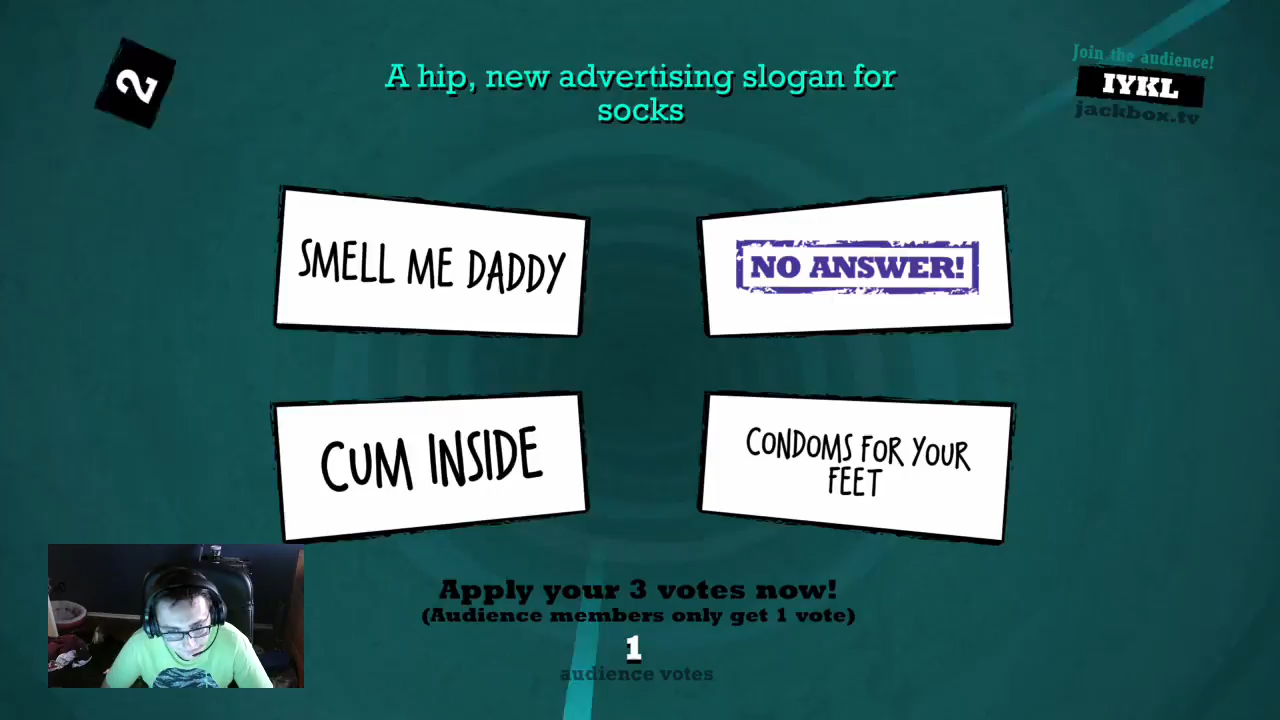 2
A hip, new advertising slogan for
socks
Join the audience!
IYKL
jackbox.tv
SMELL ME DADDY
NO ANSWER!
CUM INSIDE
CONDOMS FOR YOUR
FEET
Apply your 3 votes now!
(Audience members only get 1 vote)
1
audience votes